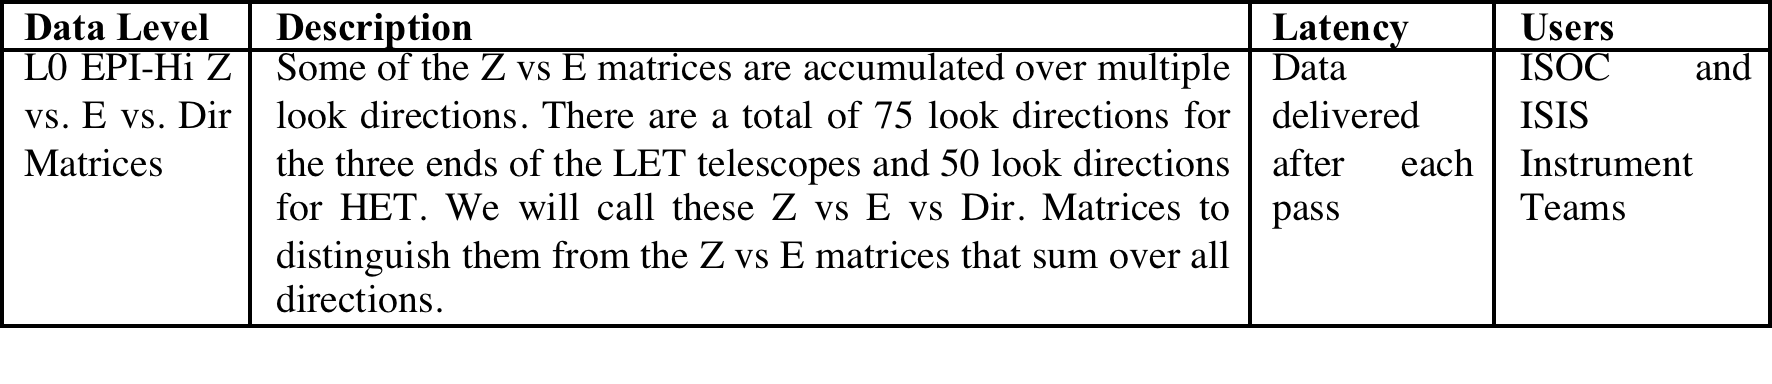 Data Level Description Latency Users
L0 EPI-Hi Z vs. E vs. Dir Matrices
Some of the Z vs E matrices are accumulated over multiple
look directions. There are a total of 75 look directions for
the three ends of the LET telescopes and 50 look directions
for HET. We will call these Z vs E vs Dir. Matrices to
distinguish them from the Z vs E matrices that sum over all
directions.
Data
delivered
after each
pass
ISOC and
ISIS
Instrument
Teams